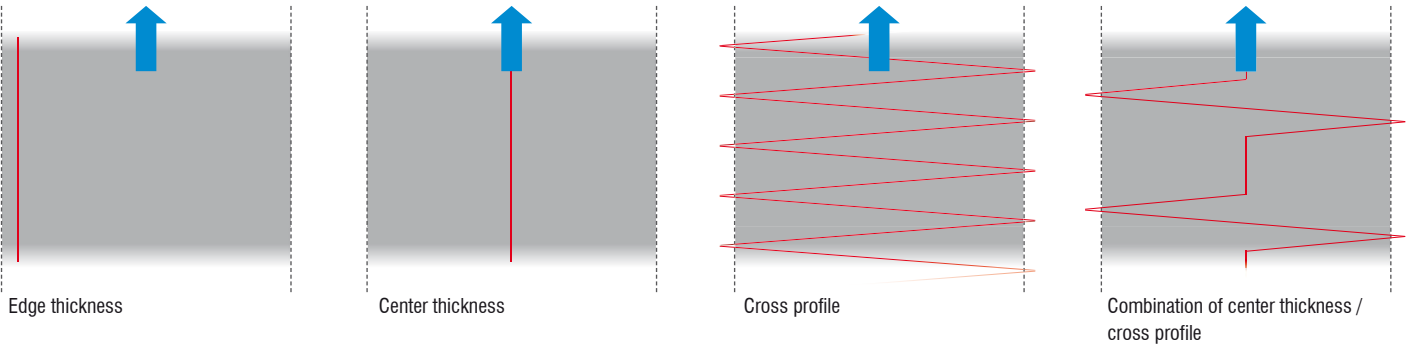 Edge thickness
Center thickness
Cross profile
Combination of center thickness /
cross profile